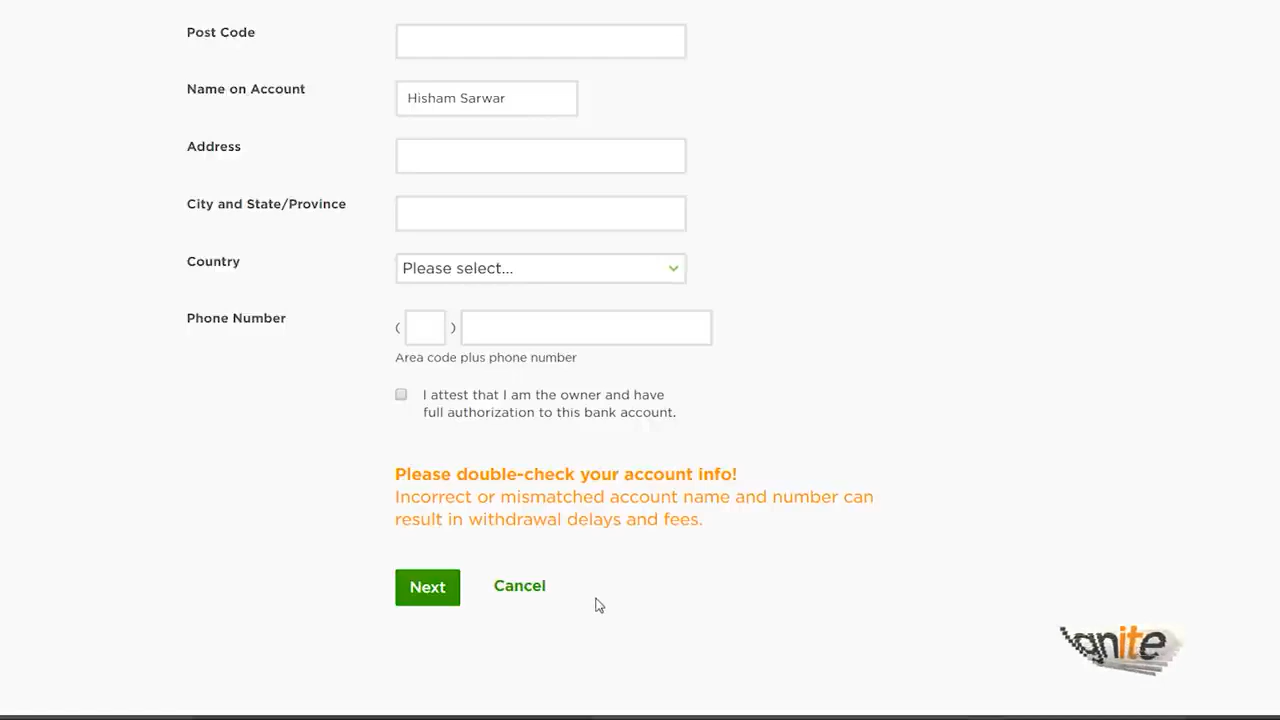 Post Code
Name on Account
Hisham Sarwar
Address
City and State/Province
Country
Please select...
Phone Number
( )
Area code plus phone number
I attest that I am the owner and have
full authorization to this bank account.
Please double-check your account info!
Incorrect or mismatched account name and number can
result in withdrawal delays and fees.
Next
Cancel
ignite